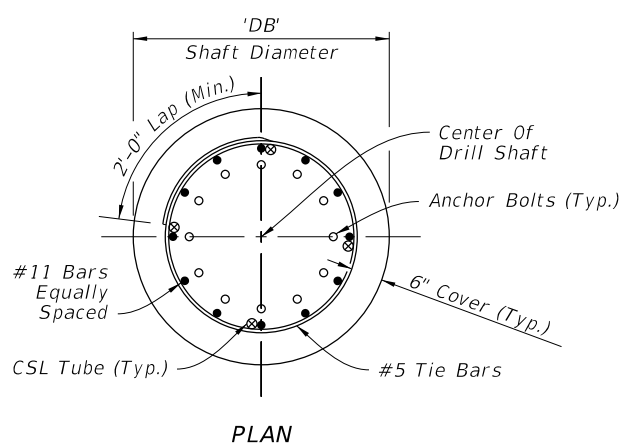 'DB'
Shaft Diameter
2'-0" Lap (Min.)
Center Of
Drill Shaft
Anchor Bolts (Typ.)
#11 Bars
Equally
Spaced
6" Cover (Typ.)
CSL Tube (Typ.)
#5 Tie Bars
PLAN